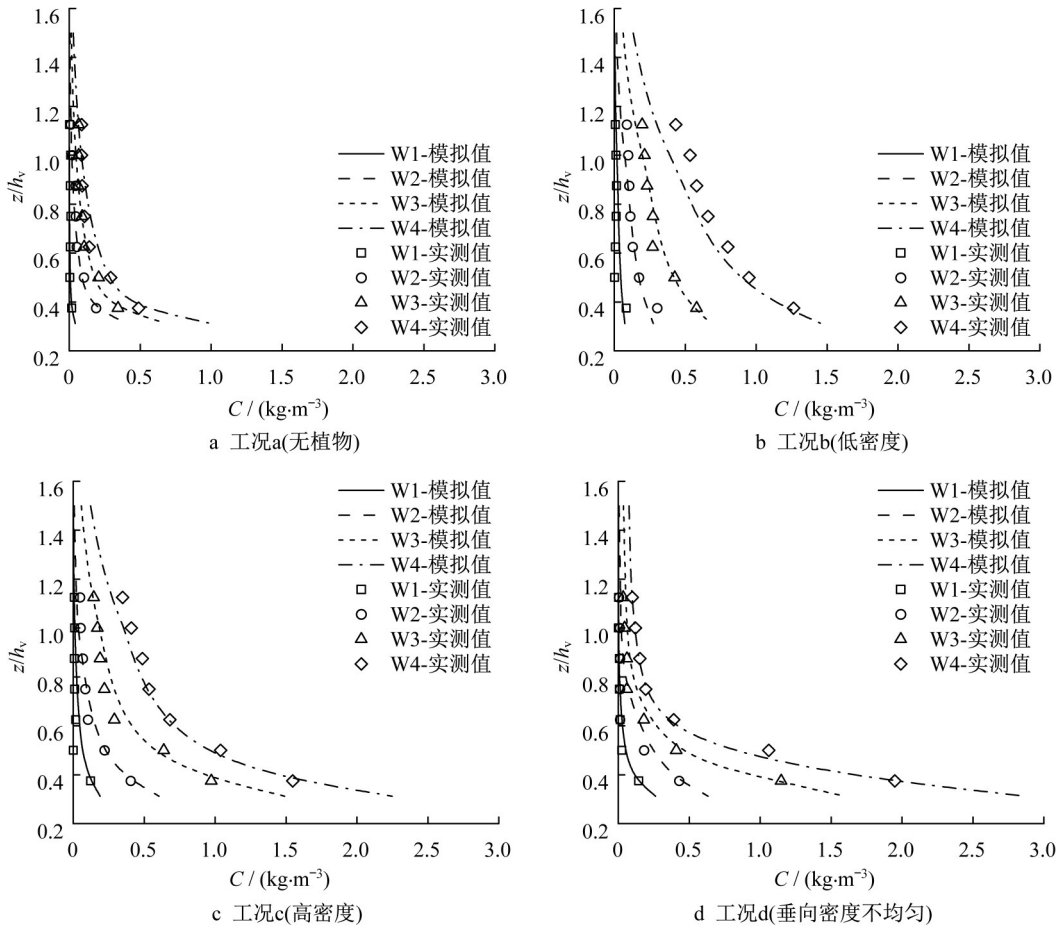 1.6
1.4
1.2
1.0
0.8
0.6
0.4
0.2
z/hv
W1-模拟值
W2-模拟值
W3-模拟值
W4-模拟值
W1-实测值
W2-实测值
W3-实测值
W4-实测值
0 0.5 1.0 1.5 2.0 2.5 3.0
C / (kg·m⁻³)
a 工况a(无植物)
1.6
1.4
1.2
1.0
0.8
0.6
0.4
0.2
z/hv
W1-模拟值
W2-模拟值
W3-模拟值
W4-模拟值
W1-实测值
W2-实测值
W3-实测值
W4-实测值
0 0.5 1.0 1.5 2.0 2.5 3.0
C / (kg·m⁻³)
b 工况b(低密度)
1.6
1.4
1.2
1.0
0.8
0.6
0.4
0.2
z/hv
W1-模拟值
W2-模拟值
W3-模拟值
W4-模拟值
W1-实测值
W2-实测值
W3-实测值
W4-实测值
0 0.5 1.0 1.5 2.0 2.5 3.0
C / (kg·m⁻³)
c 工况c(高密度)
1.6
1.4
1.2
1.0
0.8
0.6
0.4
0.2
z/hv
W1-模拟值
W2-模拟值
W3-模拟值
W4-模拟值
W1-实测值
W2-实测值
W3-实测值
W4-实测值
0 0.5 1.0 1.5 2.0 2.5 3.0
C / (kg·m⁻³)
d 工况d(垂向密度不均匀)